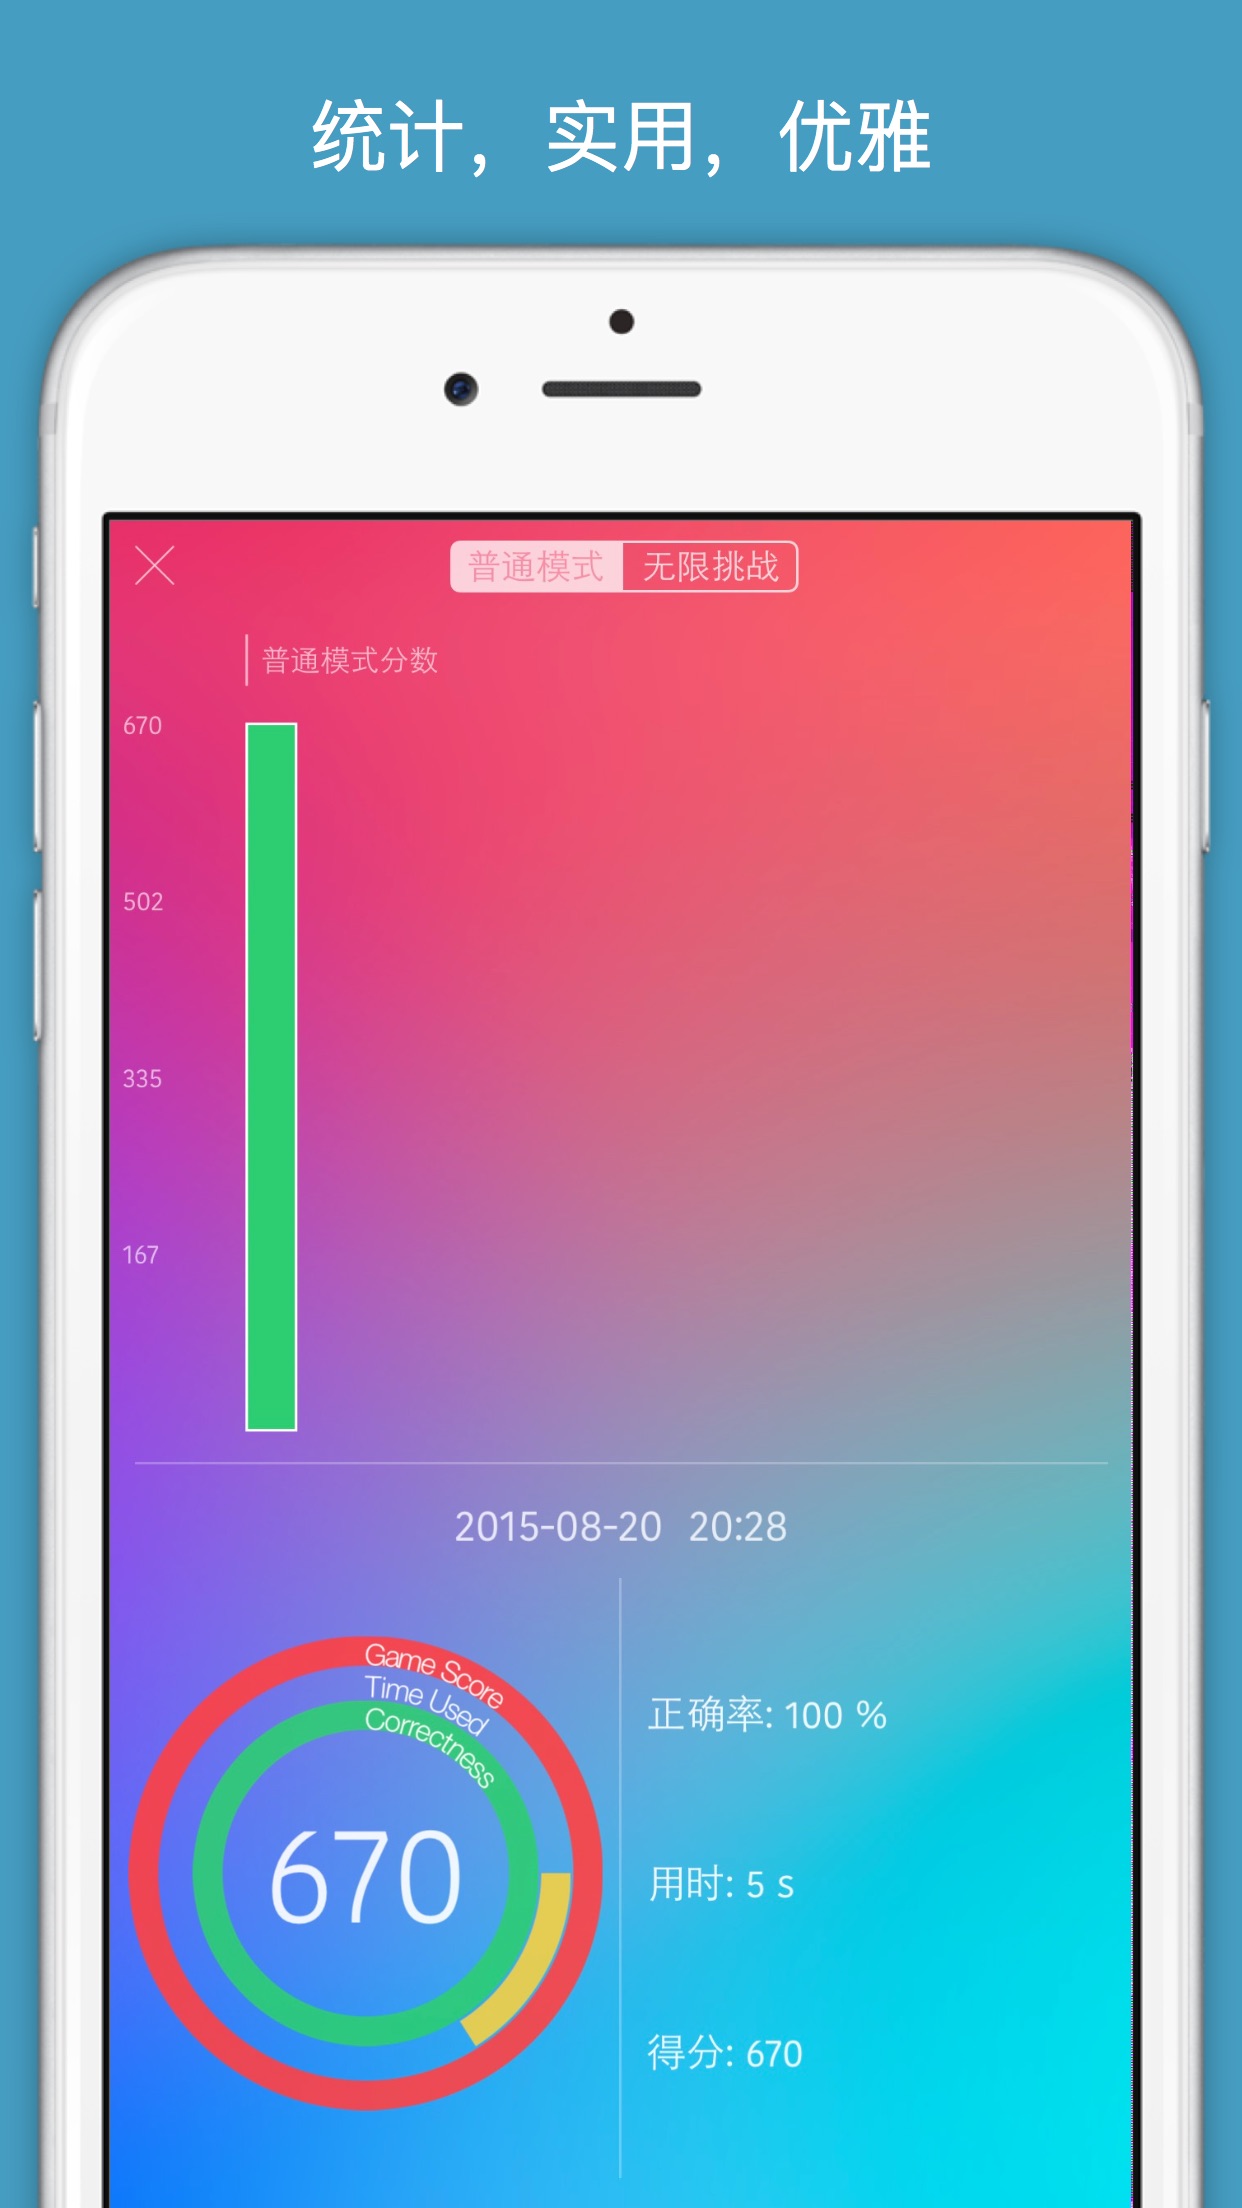 统计，实用，优雅
普通模式 无限挑战
普通模式分数
670
502
335
167
2015-08-20 20:28
Game Score
Time Used
Correctness
670
正确率: 100 %
用时: 5 s
得分: 670